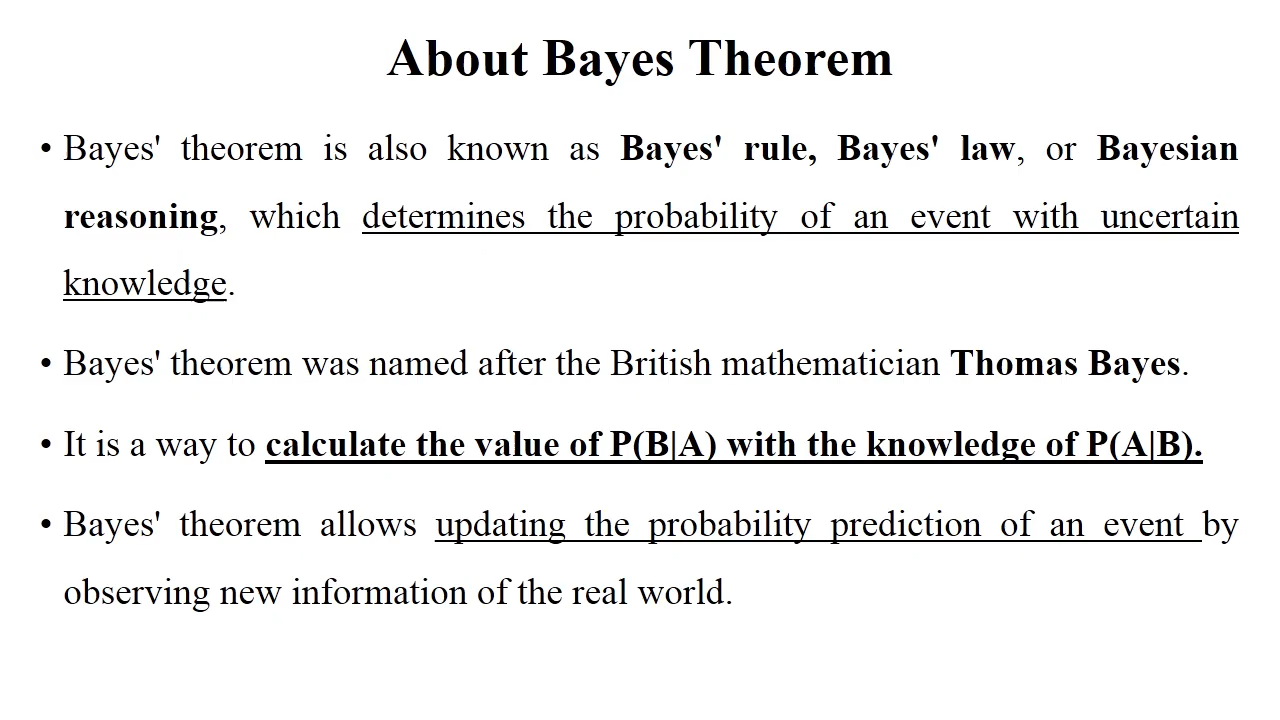 About Bayes Theorem
• Bayes' theorem is also known as Bayes' rule, Bayes' law, or Bayesian
reasoning, which determines the probability of an event with uncertain
knowledge.
• Bayes' theorem was named after the British mathematician Thomas Bayes.
• It is a way to calculate the value of P(B|A) with the knowledge of P(A|B).
• Bayes' theorem allows updating the probability prediction of an event by
observing new information of the real world.